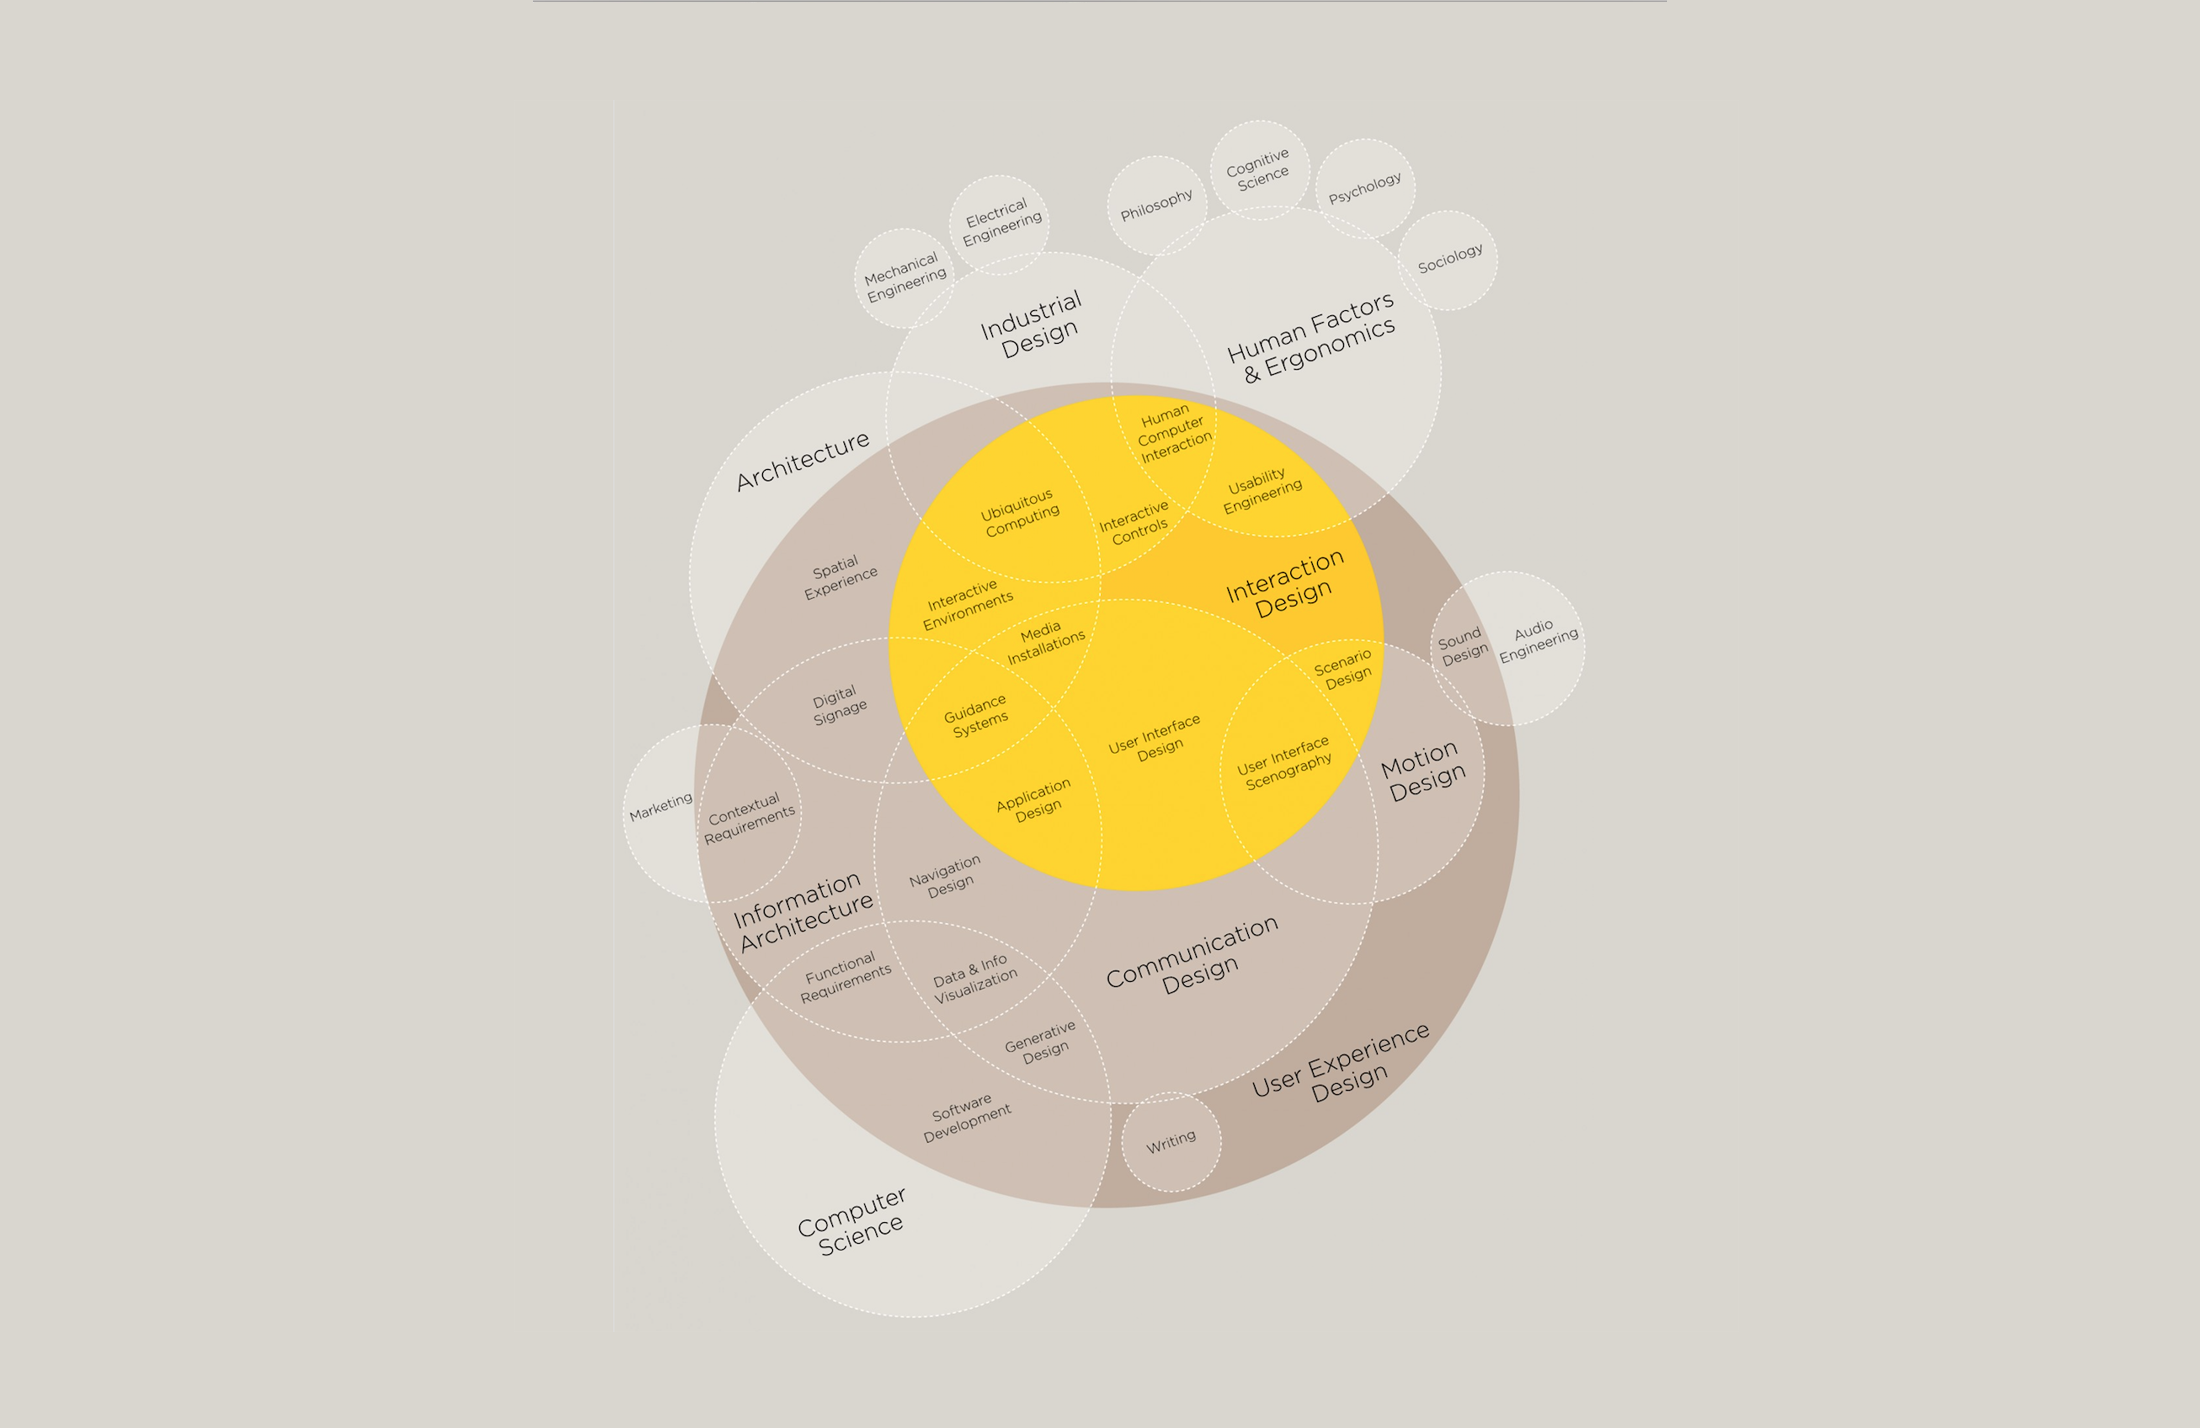 Cognitive
Science
Philosophy
Psychology
Electrical
Engineering
Sociology
Mechanical
Engineering
Industrial
Design
Human Factors
& Ergonomics
Architecture
Human
Computer
Interaction
Usability
Engineering
Ubiquitous
Computing
Interactive
Controls
Spatial
Experience
Interactive
Environments
Interaction
Design
Media
Installations
Sound
Design
Audio
Engineering
Scenario
Design
Digital
Signage
Guidance
Systems
User Interface
Design
User Interface
Scenography
Motion
Design
Marketing
Contextual
Requirements
Application
Design
Navigation
Design
Information
Architecture
Functional
Requirements
Data & Info
Visualization
Communication
Design
Generative
Design
User Experience
Design
Software
Development
Writing
Computer
Science